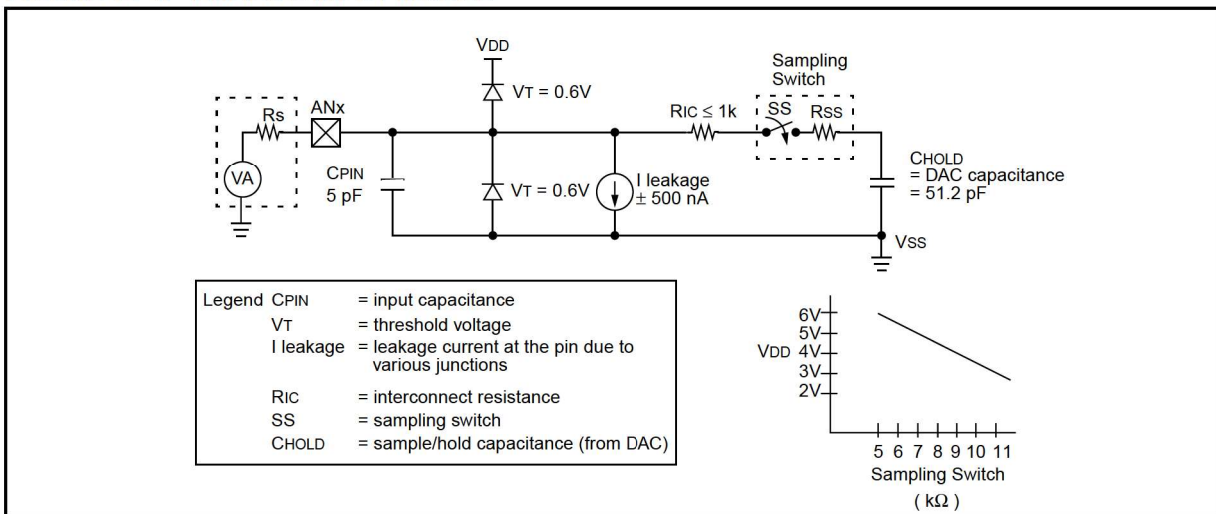 VDD
Sampling
Switch
VT = 0.6V
Rs
ANx
RIC ≤ 1k
SS
RSS
VA
CPIN
5 pF
VT = 0.6V
I leakage
± 500 nA
CHOLD
= DAC capacitance
= 51.2 pF
VSS
Legend CPIN = input capacitance
VT = threshold voltage
I leakage = leakage current at the pin due to
various junctions
RIC = interconnect resistance
SS = sampling switch
CHOLD = sample/hold capacitance (from DAC)
6V
5V
VDD 4V
3V
2V
5 6 7 8 9 10 11
Sampling Switch
( kΩ )